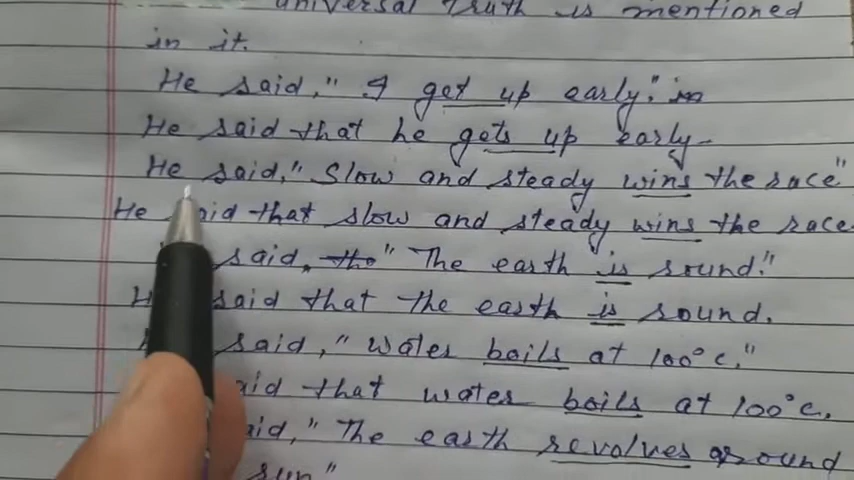 universal truth is mentioned
in it.
He said," I get up early".
He said that he gets up early
He said," Slow and steady wins the race"
He said that slow and steady wins the race
said, "The earth is round."
said that the earth is round.
said, "Water boils at 100°c."
that water boils at 100°c.
"The earth revolves around
sun"